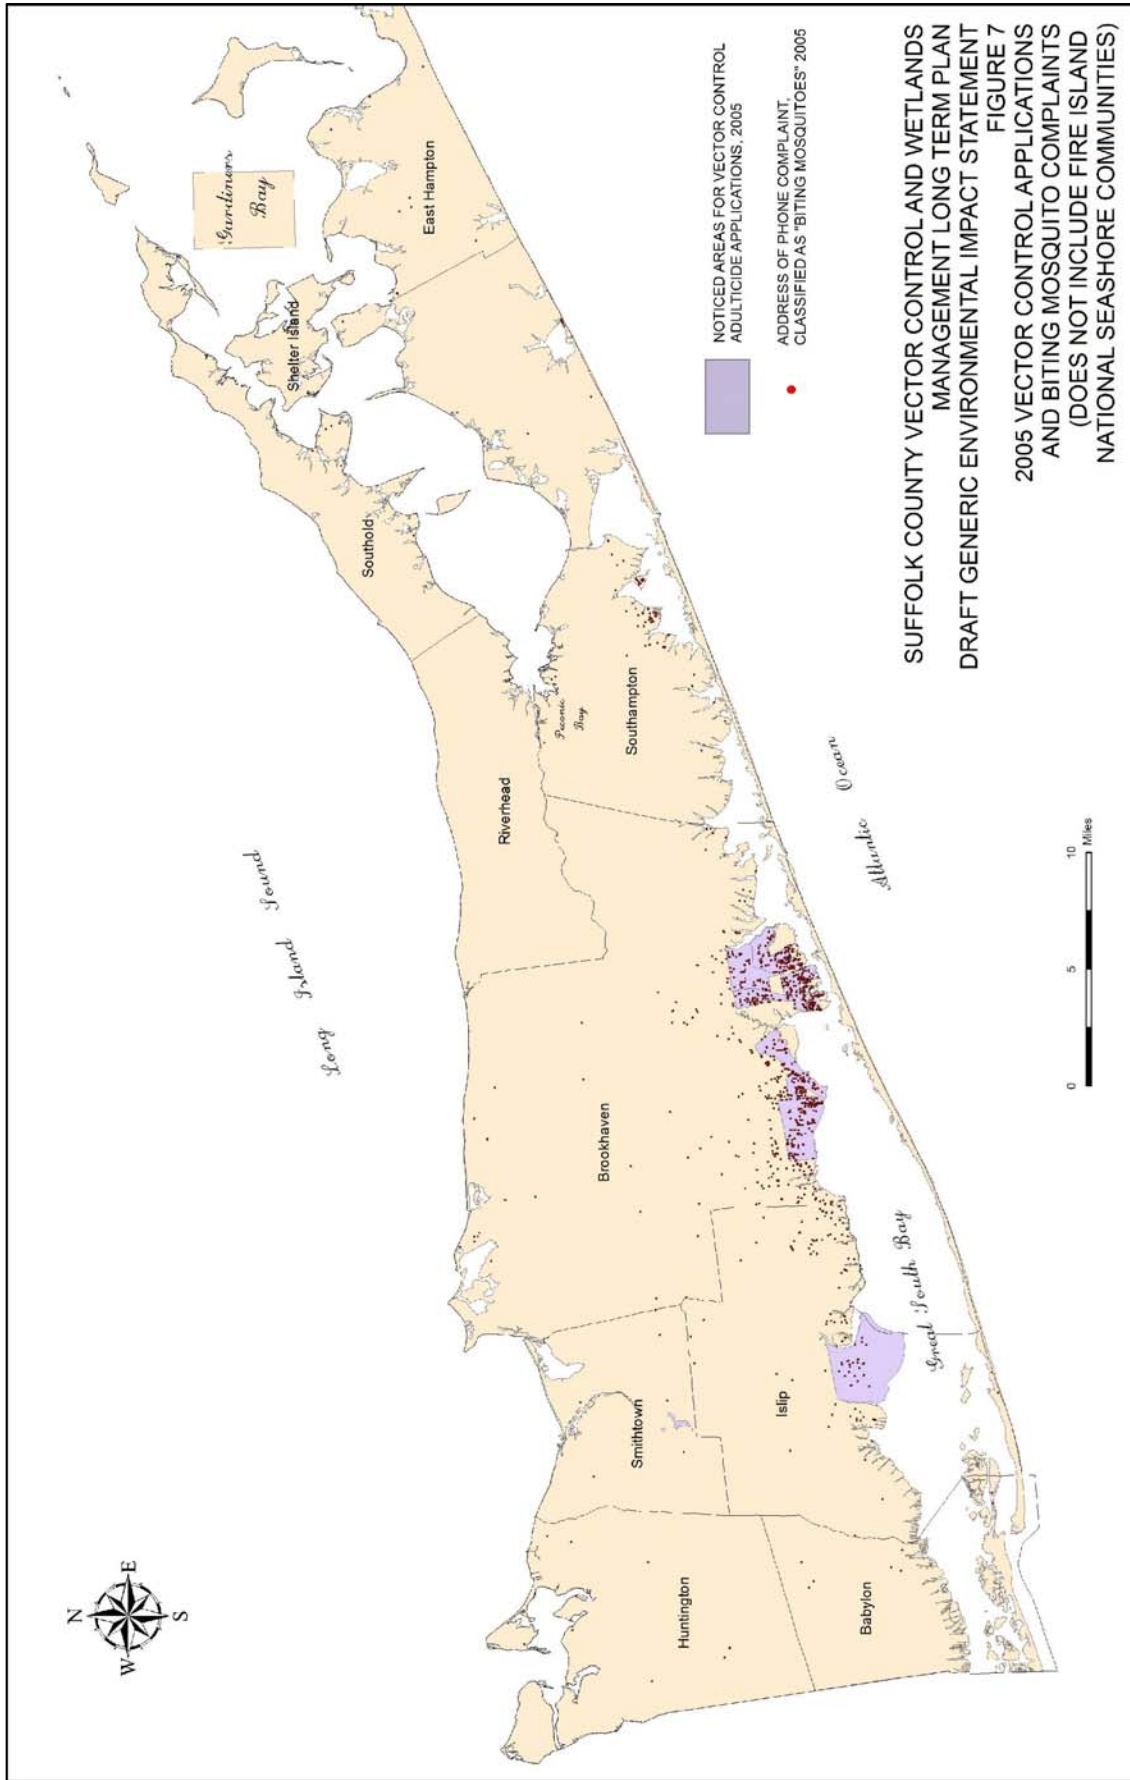 N
W
E
S
Long Island Sound
Gardiners
Bay
Shelter Island
Southold
East Hampton
Riverhead
Peconic
Bay
Southampton
Brookhaven
Smithtown
Huntington
Islip
Babylon
Great South Bay
Atlantic Ocean
0
5
10
Miles
NOTICED AREAS FOR VECTOR CONTROL
ADULTICIDE APPLICATIONS, 2005
ADDRESS OF PHONE COMPLAINT,
CLASSIFIED AS "BITING MOSQUITOES" 2005
SUFFOLK COUNTY VECTOR CONTROL AND WETLANDS
MANAGEMENT LONG TERM PLAN
DRAFT GENERIC ENVIRONMENTAL IMPACT STATEMENT
FIGURE 7
2005 VECTOR CONTROL APPLICATIONS
AND BITING MOSQUITO COMPLAINTS
(DOES NOT INCLUDE FIRE ISLAND
NATIONAL SEASHORE COMMUNITIES)